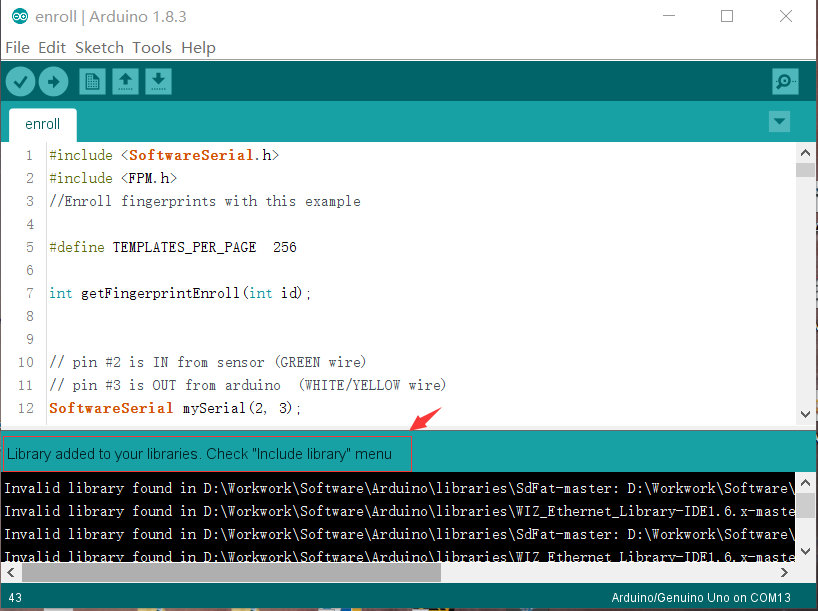 enroll | Arduino 1.8.3
File Edit Sketch Tools Help
enroll
1 #include <SoftwareSerial.h>
2 #include <FPM.h>
3 //Enroll fingerprints with this example
4
5 #define TEMPLATES_PER_PAGE  256
6
7 int getFingerprintEnroll(int id);
8
9
10 // pin #2 is IN from sensor (GREEN wire)
11 // pin #3 is OUT from arduino  (WHITE/YELLOW wire)
12 SoftwareSerial mySerial(2, 3);
Library added to your libraries. Check "Include library" menu
Invalid library found in D:\Workwork\Software\Arduino\libraries\SdFat-master: D:\Workwork\Software\
Invalid library found in D:\Workwork\Software\Arduino\libraries\WIZ_Ethernet_Library-IDE1.6.x-maste
Invalid library found in D:\Workwork\Software\Arduino\libraries\SdFat-master: D:\Workwork\Software\
Invalid library found in D:\Workwork\Software\Arduino\libraries\WIZ_Ethernet_Library-IDE1.6.x-maste
43 Arduino/Genuino Uno on COM13